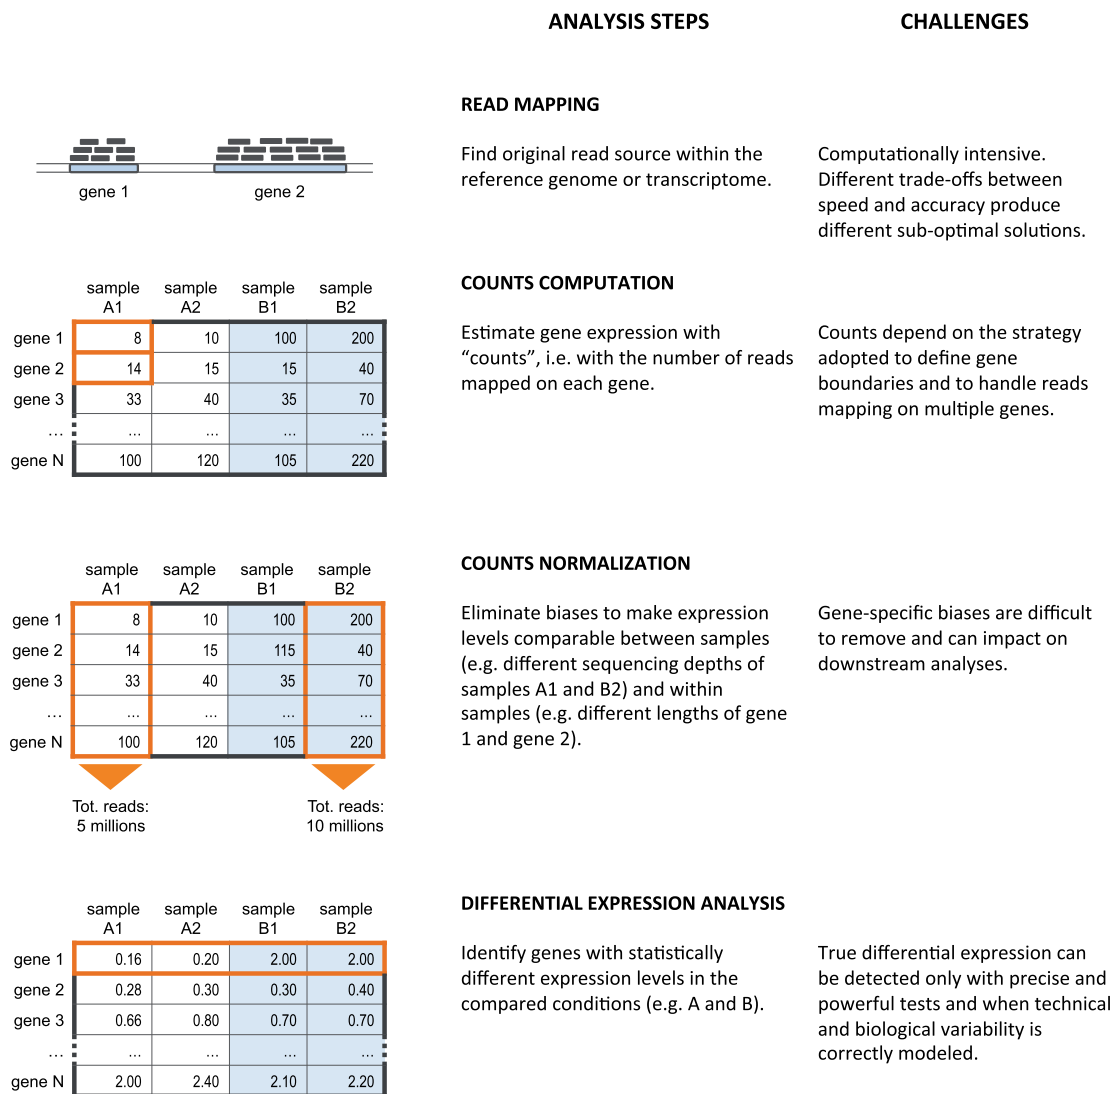 ANALYSIS STEPS CHALLENGES
READ MAPPING
gene 1 gene 2
Find original read source within the
reference genome or transcriptome.
Computationally intensive.
Different trade-offs between
speed and accuracy produce
different sub-optimal solutions.
sample A1 sample A2 sample B1 sample B2
gene 1 8 10 100 200
gene 2 14 15 15 40
gene 3 33 40 35 70
... ... ... ... ...
gene N 100 120 105 220
COUNTS COMPUTATION
Estimate gene expression with
“counts”, i.e. with the number of reads
mapped on each gene.
Counts depend on the strategy
adopted to define gene
boundaries and to handle reads
mapping on multiple genes.
sample A1 sample A2 sample B1 sample B2
gene 1 8 10 100 200
gene 2 14 15 115 40
gene 3 33 40 35 70
... ... ... ... ...
gene N 100 120 105 220
Tot. reads:
5 millions
Tot. reads:
10 millions
COUNTS NORMALIZATION
Eliminate biases to make expression
levels comparable between samples
(e.g. different sequencing depths of
samples A1 and B2) and within
samples (e.g. different lengths of gene
1 and gene 2).
Gene-specific biases are difficult
to remove and can impact on
downstream analyses.
sample A1 sample A2 sample B1 sample B2
gene 1 0.16 0.20 2.00 2.00
gene 2 0.28 0.30 0.30 0.40
gene 3 0.66 0.80 0.70 0.70
... ... ... ... ...
gene N 2.00 2.40 2.10 2.20
DIFFERENTIAL EXPRESSION ANALYSIS
Identify genes with statistically
different expression levels in the
compared conditions (e.g. A and B).
True differential expression can
be detected only with precise and
powerful tests and when technical
and biological variability is
correctly modeled.